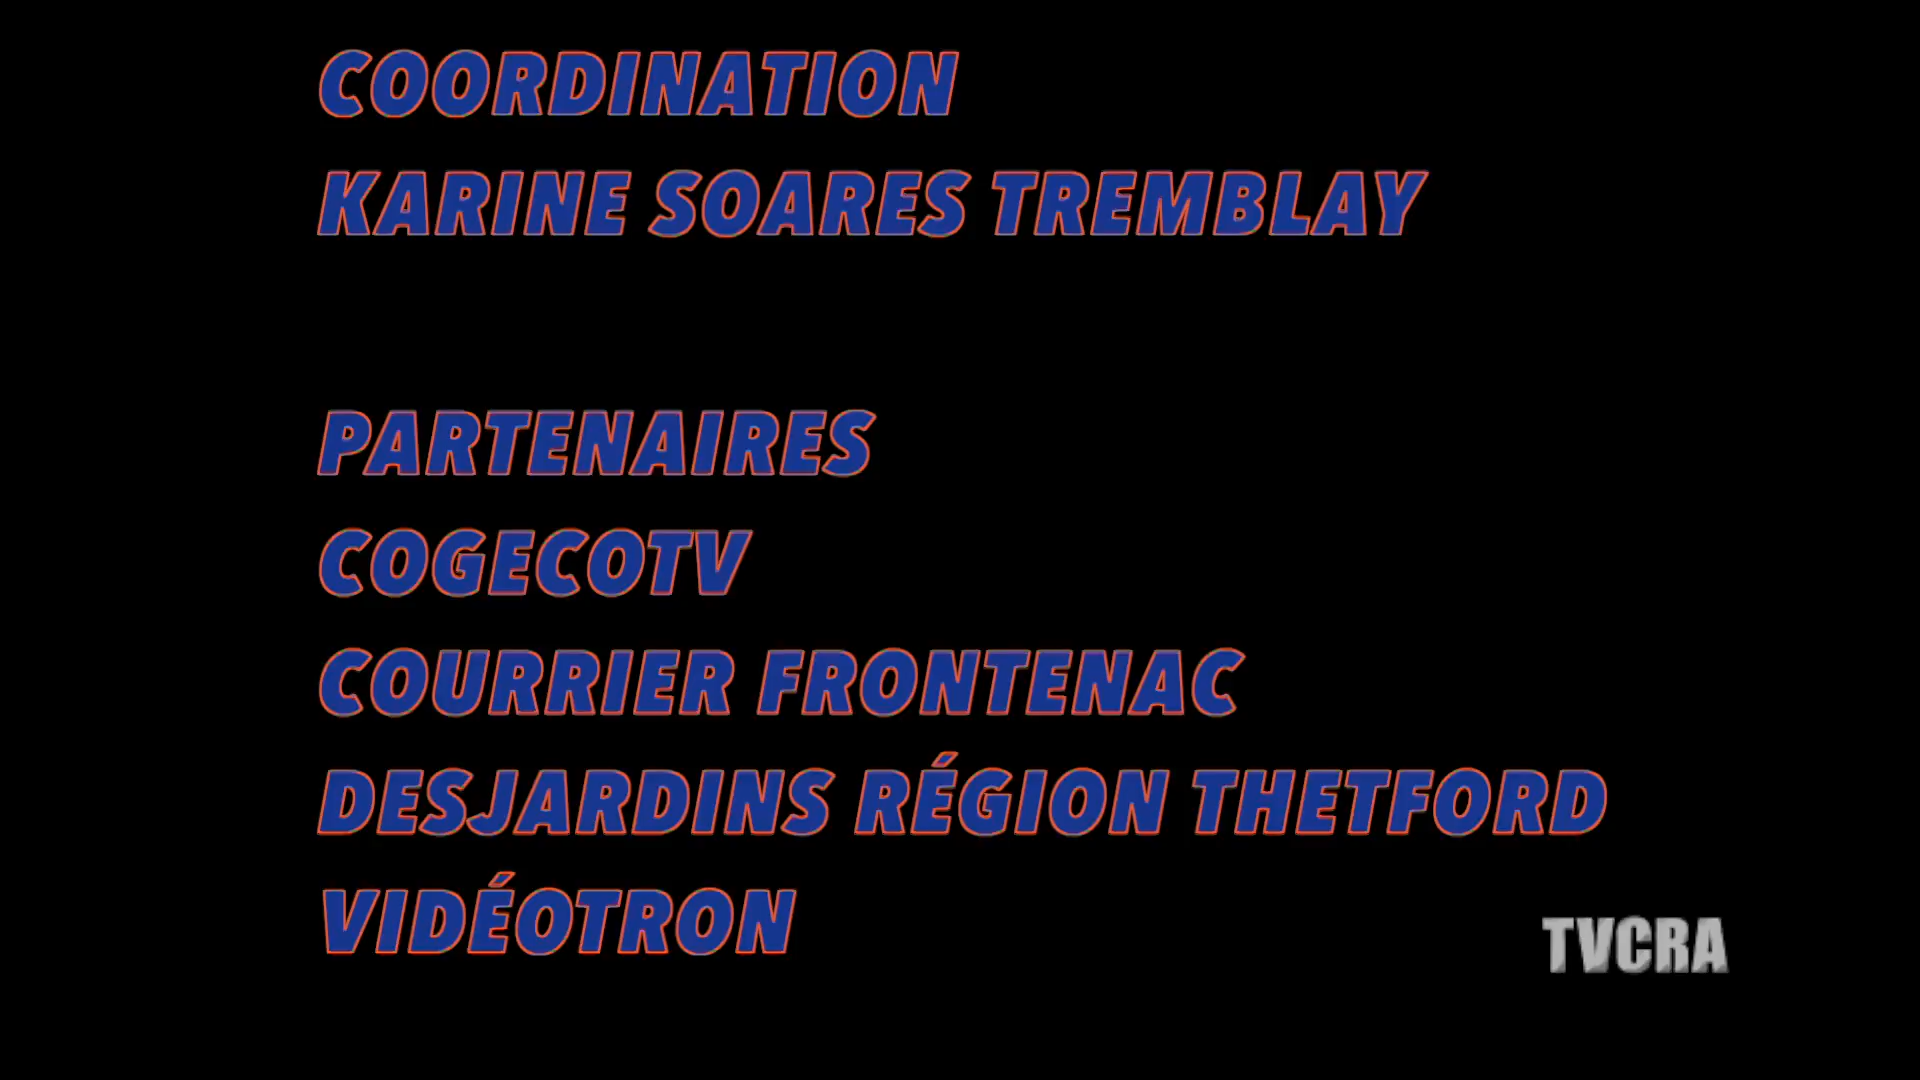 COORDINATION
KARINE SOARES TREMBLAY
PARTENAIRES
COGECOTV
COURRIER FRONTENAC
DESJARDINS RÉGION THETFORD
VIDÉOTRON
TVCRA